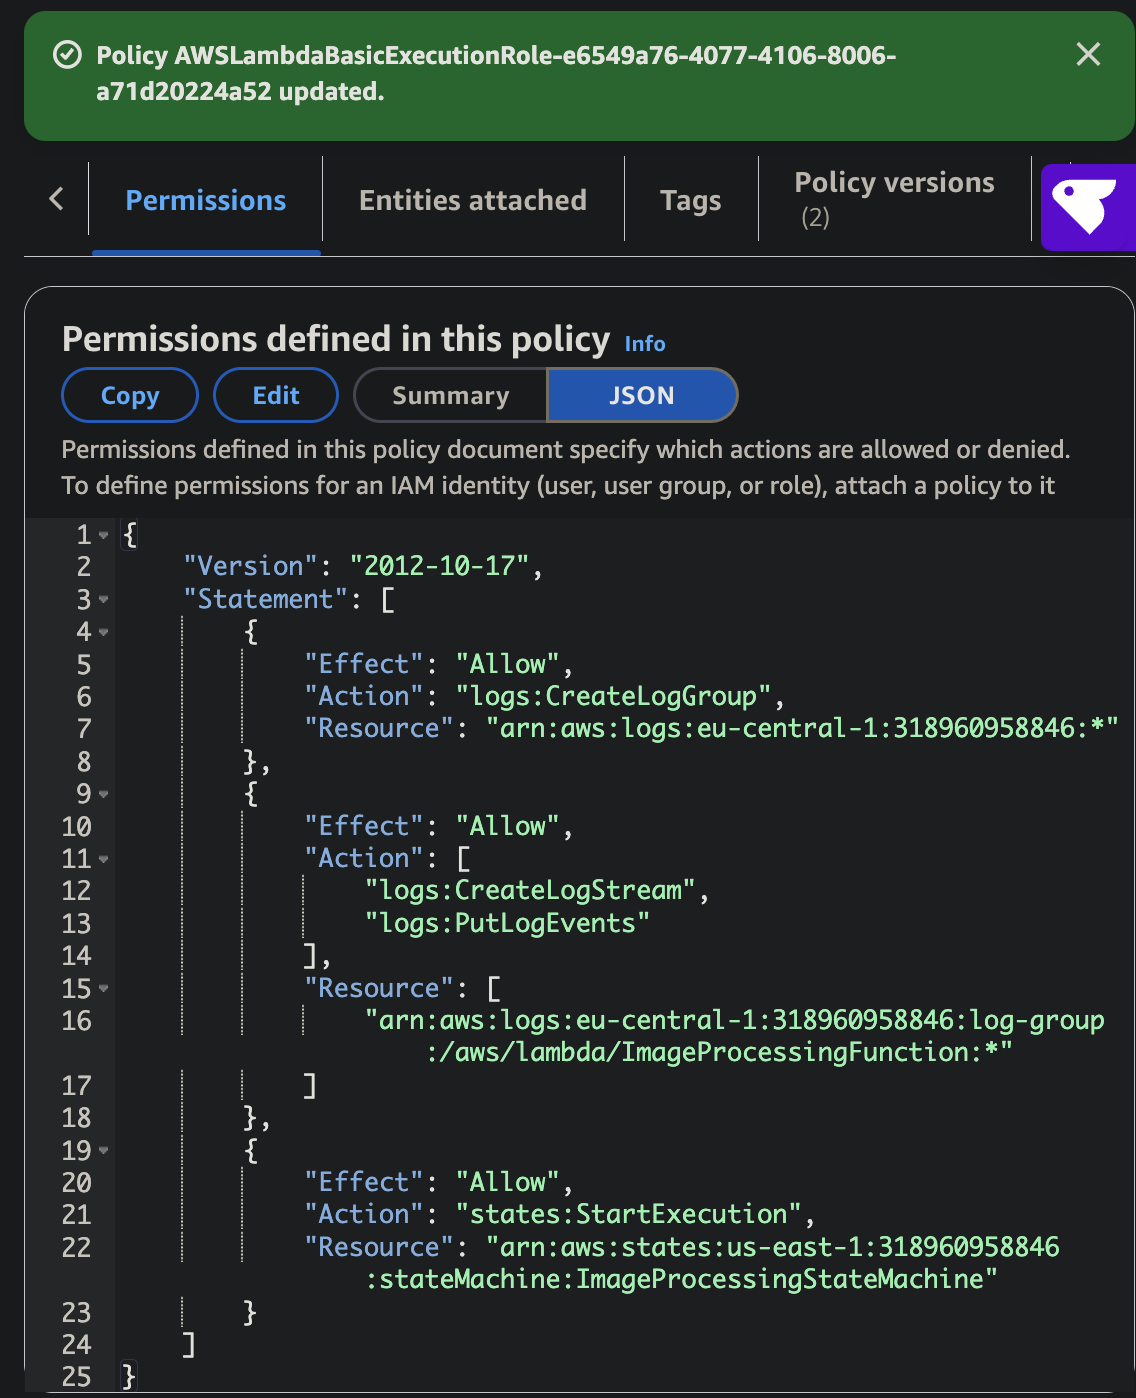 Policy AWSLambdaBasicExecutionRole-e6549a76-4077-4106-8006-
a71d20224a52 updated.
Permissions
Entities attached
Tags
Policy versions
(2)
Permissions defined in this policy Info
Copy Edit Summary JSON
Permissions defined in this policy document specify which actions are allowed or denied.
To define permissions for an IAM identity (user, user group, or role), attach a policy to it
1 {
2 "Version": "2012-10-17",
3 "Statement": [
4 {
5 "Effect": "Allow",
6 "Action": "logs:CreateLogGroup",
7 "Resource": "arn:aws:logs:eu-central-1:318960958846:*"
8 },
9 {
10 "Effect": "Allow",
11 "Action": [
12 "logs:CreateLogStream",
13 "logs:PutLogEvents"
14 ],
15 "Resource": [
16 "arn:aws:logs:eu-central-1:318960958846:log-group
:/aws/lambda/ImageProcessingFunction:*"
17 ]
18 },
19 {
20 "Effect": "Allow",
21 "Action": "states:StartExecution",
22 "Resource": "arn:aws:states:us-east-1:318960958846
:stateMachine:ImageProcessingStateMachine"
23 }
24 ]
25 }